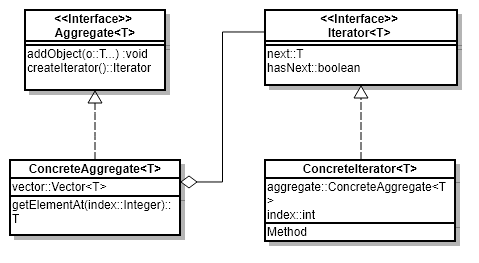 <<Interface>>
Aggregate<T>
addObject(o::T...) :void
createIterator()::Iterator
<<Interface>>
Iterator<T>
next::T
hasNext::boolean
ConcreteAggregate<T>
vector::Vector<T>
getElementAt(index::Integer)::
T
ConcreteIterator<T>
aggregate::ConcreteAggregate<T
>
index::int
Method